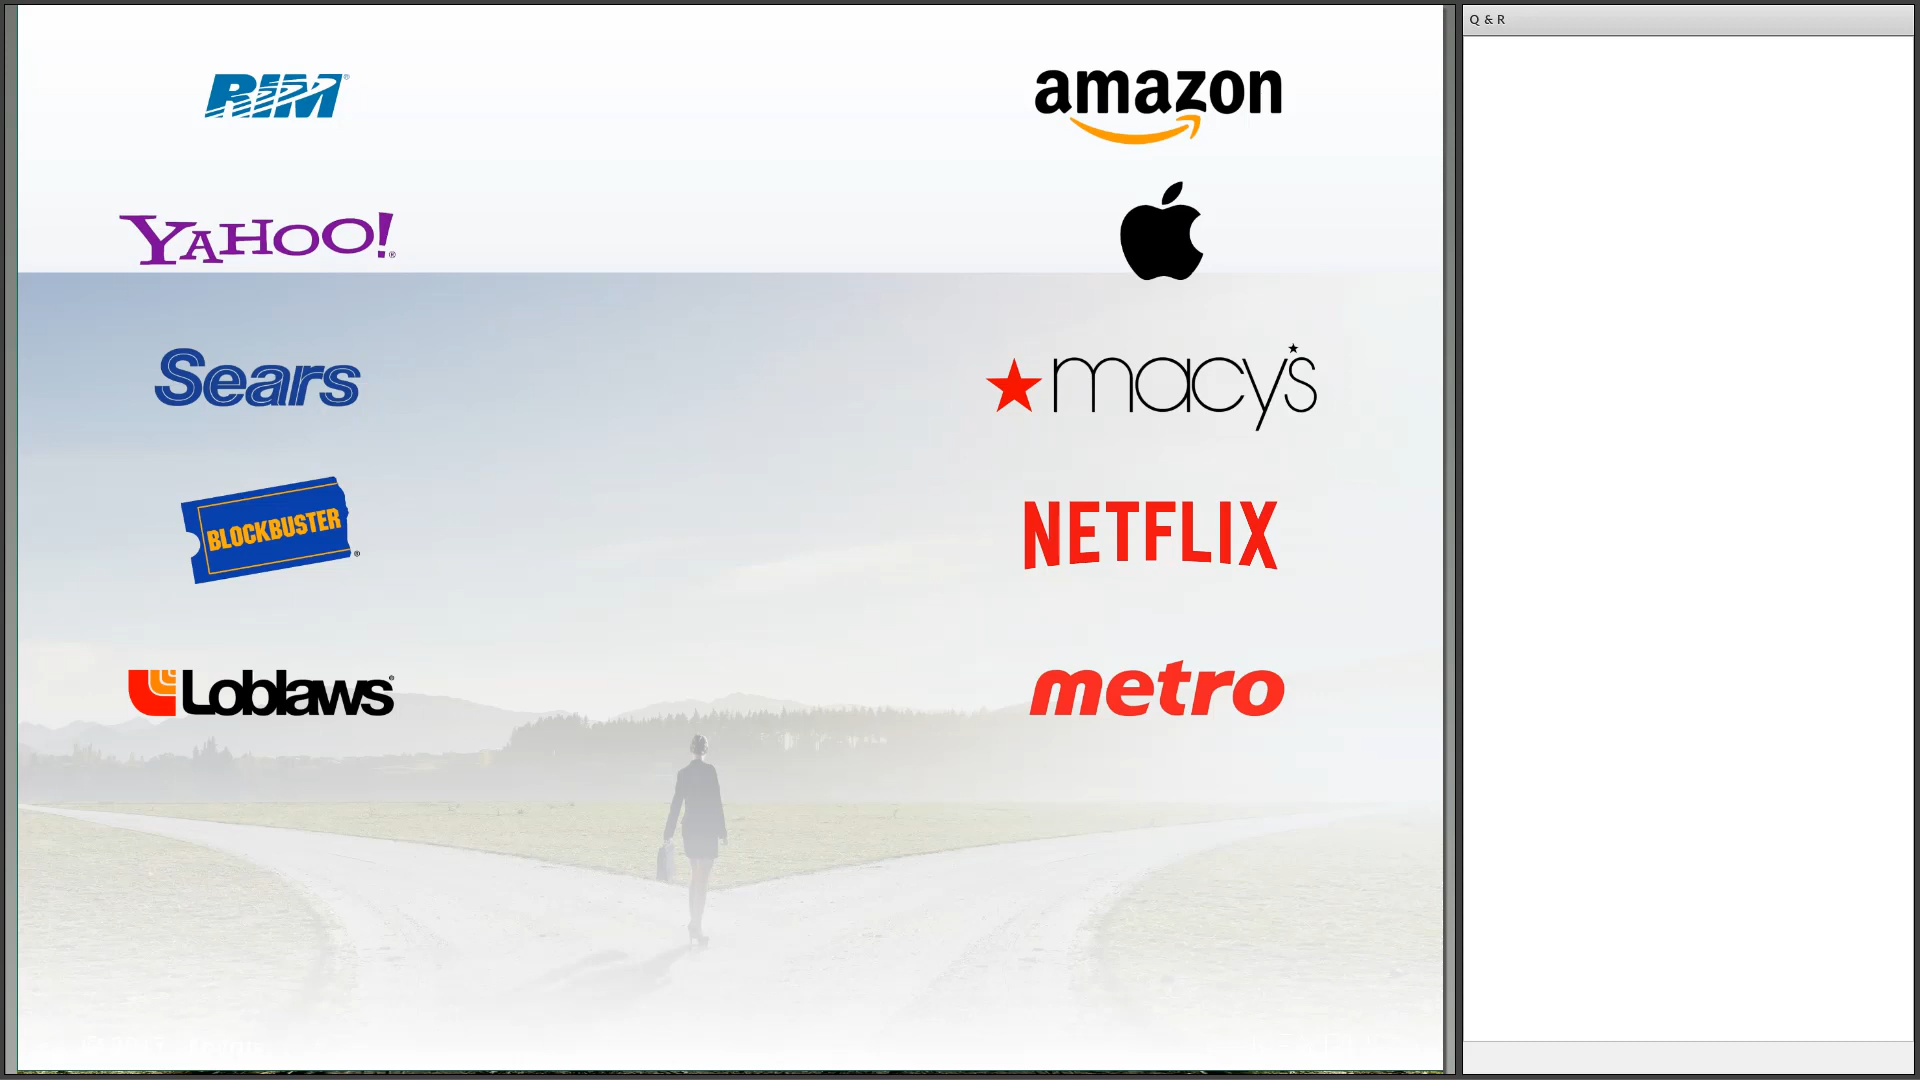 Q & R
RIM
amazon
YAHOO!
Sears
macy's
BLOCKBUSTER
NETFLIX
Loblaws
metro